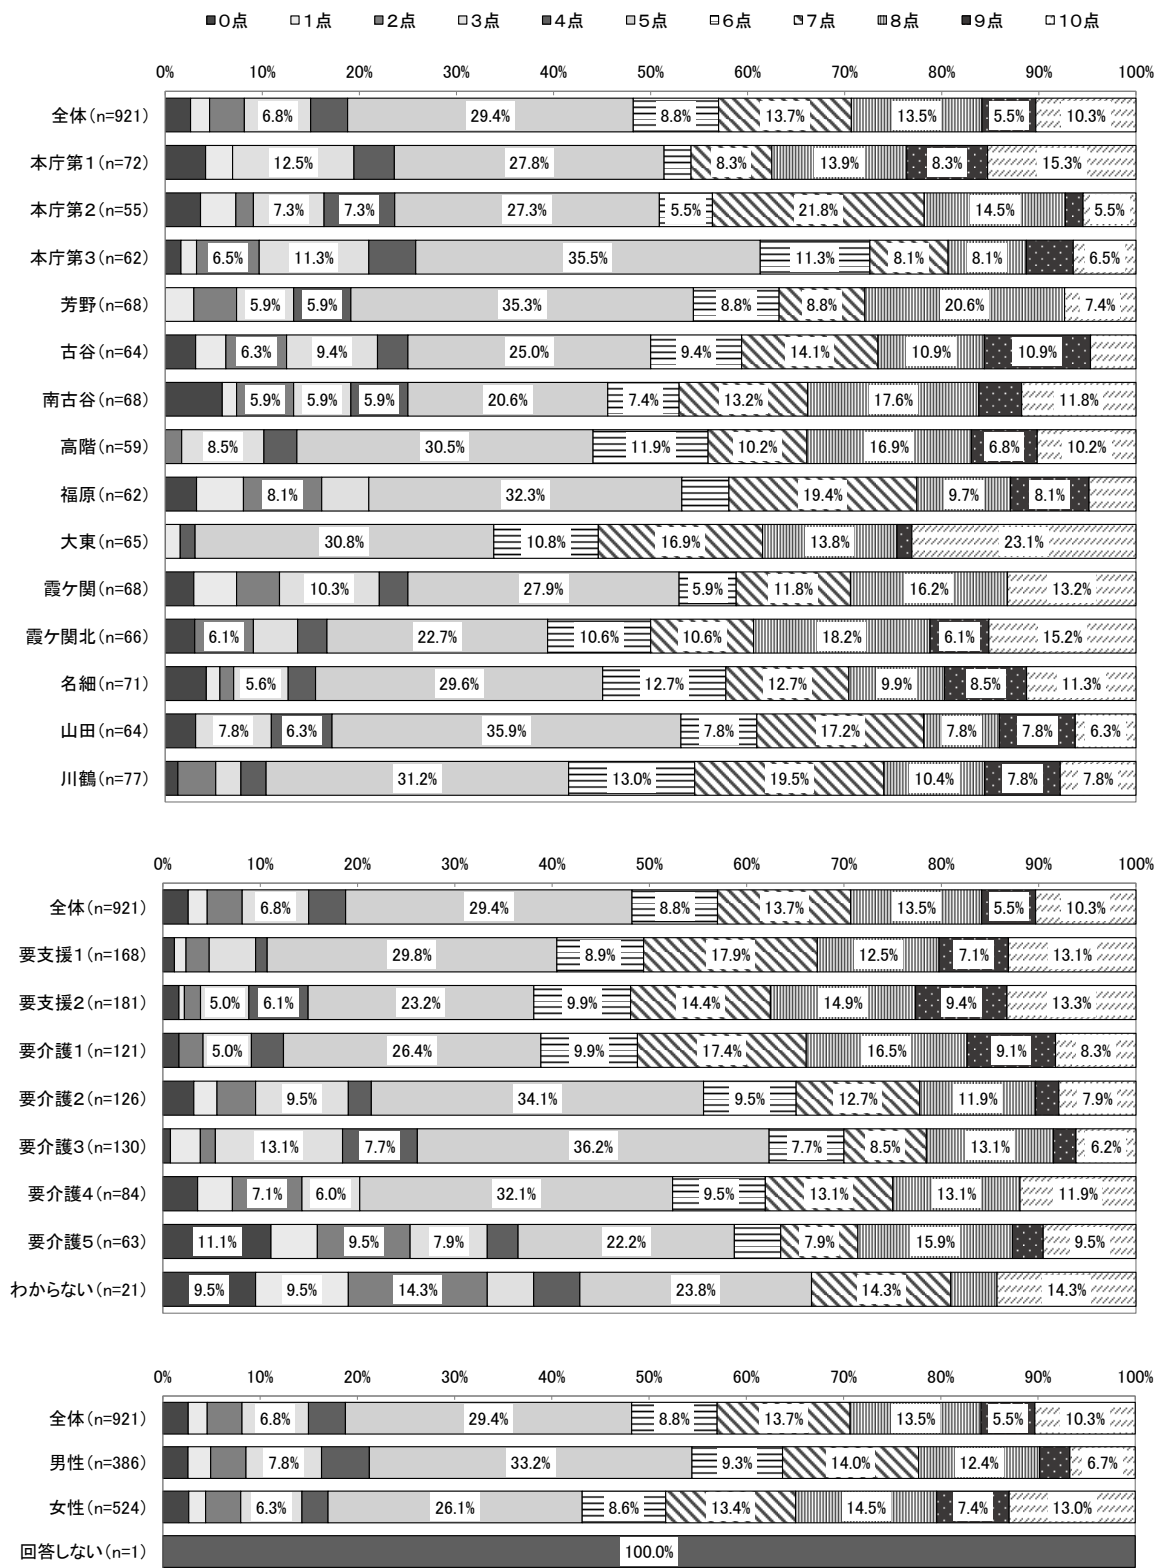 ■0点 □1点 ■2点 □3点 ■4点 □5点 □6点 ◩7点 ▥8点 ■9点 □10点
0% 10% 20% 30% 40% 50% 60% 70% 80% 90% 100%
全体(n=921) 6.8% 29.4% 8.8% 13.7% 13.5% 5.5% 10.3%
本庁第1(n=72) 12.5% 27.8% 8.3% 13.9% 8.3% 15.3%
本庁第2(n=55) 7.3% 7.3% 27.3% 5.5% 21.8% 14.5% 5.5%
本庁第3(n=62) 6.5% 11.3% 35.5% 11.3% 8.1% 8.1% 6.5%
芳野(n=68) 5.9% 5.9% 35.3% 8.8% 8.8% 20.6% 7.4%
古谷(n=64) 6.3% 9.4% 25.0% 9.4% 14.1% 10.9% 10.9%
南古谷(n=68) 5.9% 5.9% 5.9% 20.6% 7.4% 13.2% 17.6% 11.8%
高階(n=59) 8.5% 30.5% 11.9% 10.2% 16.9% 6.8% 10.2%
福原(n=62) 8.1% 32.3% 19.4% 9.7% 8.1%
大東(n=65) 30.8% 10.8% 16.9% 13.8% 23.1%
霞ケ関(n=68) 10.3% 27.9% 5.9% 11.8% 16.2% 13.2%
霞ケ関北(n=66) 6.1% 22.7% 10.6% 10.6% 18.2% 6.1% 15.2%
名細(n=71) 5.6% 29.6% 12.7% 12.7% 9.9% 8.5% 11.3%
山田(n=64) 7.8% 6.3% 35.9% 7.8% 17.2% 7.8% 7.8% 6.3%
川鶴(n=77) 31.2% 13.0% 19.5% 10.4% 7.8% 7.8%
0% 10% 20% 30% 40% 50% 60% 70% 80% 90% 100%
全体(n=921) 6.8% 29.4% 8.8% 13.7% 13.5% 5.5% 10.3%
要支援1(n=168) 29.8% 8.9% 17.9% 12.5% 7.1% 13.1%
要支援2(n=181) 5.0% 6.1% 23.2% 9.9% 14.4% 14.9% 9.4% 13.3%
要介護1(n=121) 5.0% 26.4% 9.9% 17.4% 16.5% 9.1% 8.3%
要介護2(n=126) 9.5% 34.1% 9.5% 12.7% 11.9% 7.9%
要介護3(n=130) 13.1% 7.7% 36.2% 7.7% 8.5% 13.1% 6.2%
要介護4(n=84) 7.1% 6.0% 32.1% 9.5% 13.1% 13.1% 11.9%
要介護5(n=63) 11.1% 9.5% 7.9% 22.2% 7.9% 15.9% 9.5%
わからない(n=21) 9.5% 9.5% 14.3% 23.8% 14.3% 14.3%
0% 10% 20% 30% 40% 50% 60% 70% 80% 90% 100%
全体(n=921) 6.8% 29.4% 8.8% 13.7% 13.5% 5.5% 10.3%
男性(n=386) 7.8% 33.2% 9.3% 14.0% 12.4% 6.7%
女性(n=524) 6.3% 26.1% 8.6% 13.4% 14.5% 7.4% 13.0%
回答しない(n=1) 100.0%